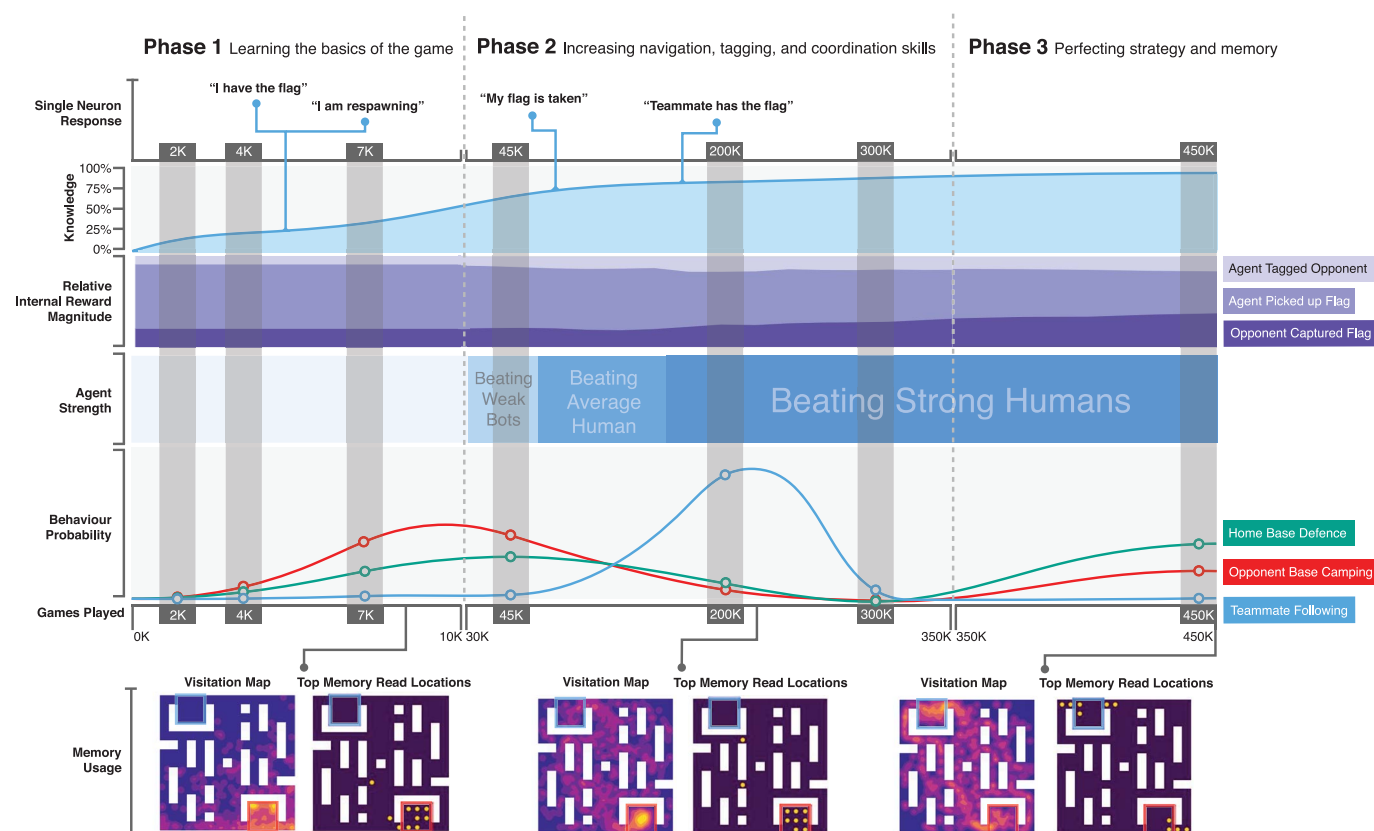 Phase 1 Learning the basics of the game
Phase 2 Increasing navigation, tagging, and coordination skills
Phase 3 Perfecting strategy and memory
Single Neuron
Response
“I have the flag”
“I am respawning”
“My flag is taken”
“Teammate has the flag”
2K
4K
7K
45K
200K
300K
450K
Knowledge
100%
75%
50%
25%
0%
Relative
Internal Reward
Magnitude
Agent Tagged Opponent
Agent Picked up Flag
Opponent Captured Flag
Agent
Strength
Beating
Weak
Bots
Beating
Average
Human
Beating Strong Humans
Behaviour
Probability
Home Base Defence
Opponent Base Camping
Teammate Following
Games Played
2K
4K
7K
45K
200K
300K
450K
0K
10K
30K
350K
350K
450K
Visitation Map
Top Memory Read Locations
Visitation Map
Top Memory Read Locations
Visitation Map
Top Memory Read Locations
Memory
Usage